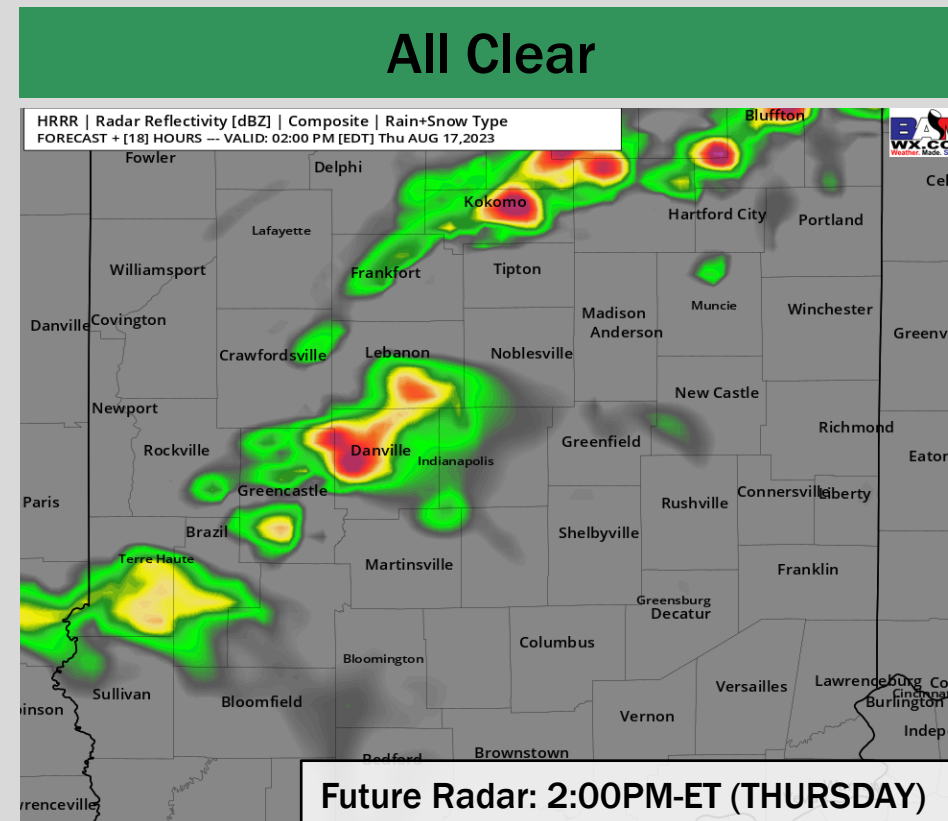 All Clear
HRRR | Radar Reflectivity [dBZ] | Composite | Rain+Snow Type
FORECAST + [18] HOURS --- VALID: 02:00 PM [EDT] Thu AUG 17,2023
Bluffton
Fowler
Delphi
Kokomo
Hartford City
Portland
Lafayette
Williamsport
Frankfort
Tipton
Muncie
Winchester
Danville
Covington
Madison
Anderson
Crawfordsville
Lebanon
Noblesville
New Castle
Newport
Richmond
Rockville
Danville
Indianapolis
Greenfield
Paris
Greencastle
Rushville
Connersville
Liberty
Brazil
Shelbyville
Terre Haute
Martinsville
Franklin
Greensburg
Decatur
Columbus
Bloomington
Sullivan
Bloomfield
Versailles
Lawrenceburg
Burlington
Vernon
Bedford
Brownstown
Future Radar: 2:00PM-ET (THURSDAY)